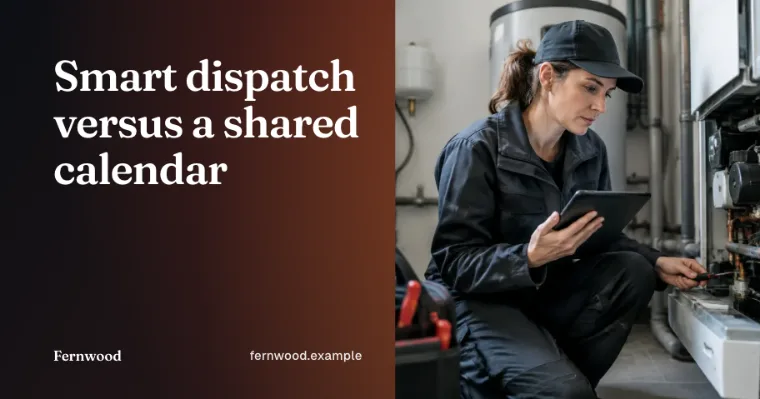 Smart dispatch
versus a shared
calendar
Fernwood
fernwood.example